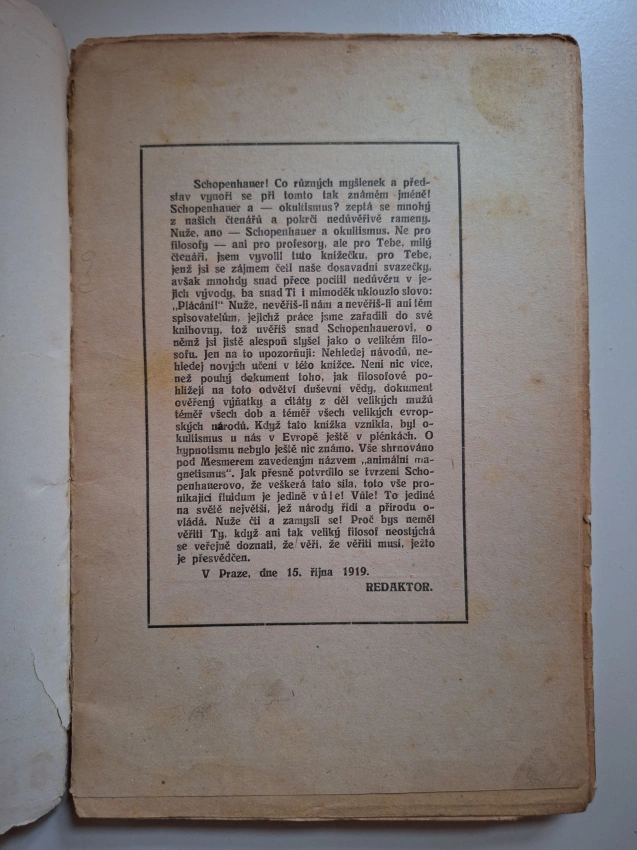 Schopenhauer! Co různých myšlenek a před-
stav vynoří se při tomto tak známém jméně!
Schopenhauer a — okultismus? zeptá se mnohý
z našich čtenářů a pokrčí nedůvěřivě rameny.
Nuže, ano — Schopenhauer a okultismus. Ne pro
filosofy — ani pro profesory, ale pro Tebe, milý
čtenáři, jsem vyvolil tuto knížečku, pro Tebe,
jenž jsi se zájmem četl naše dosavadní svazečky,
avšak mnohdy snad přece pocítil nedůvěru v je-
jich vývody, ba snad Ti i mimoděk uklouzlo slovo:
„Plácání!“ Nuže, nevěříš-li nám a nevěříš-li ani těm
spisovatelům, jejichž práce jsme zařadili do své
knihovny, tož uvěříš snad Schopenhauerovi, o
němž jsi jistě alespoň slyšel jako o velikém filo-
sofu. Jen na to upozorňuji: Nehledej návodů, ne-
hledej nových učení v této knížce. Není nic více,
než pouhý dokument toho, jak filosofové po-
hlížejí na toto odvětví duševní vědy, dokument
ověřený výňatky a citáty z děl velikých mužů
téměř všech dob a téměř všech velikých evrop-
ských národů. Když tato knížka vznikla, byl o-
kultismus u nás v Evropě ještě v plénkách. O
hypnotismu nebylo ještě nic známo. Vše shrnováno
pod Mesmerem zavedeným názvem „animální ma-
gnetismus“. Jak přesně potvrdilo se tvrzení Scho-
penhauerovo, že veškerá tato síla, toto vše pro-
nikající fluidum je jedině vůle! Vůle! To jediné
na světě největší, jež národy řídí a přírodu o-
vládá. Nuže čti a zamysli se! Proč bys neměl
věřiti Ty, když ani tak veliký filosof neostýchá
se veřejně doznati, že věří, že věřiti musí, ježto
je přesvědčen.
V Praze, dne 15. října 1919.
REDAKTOR.